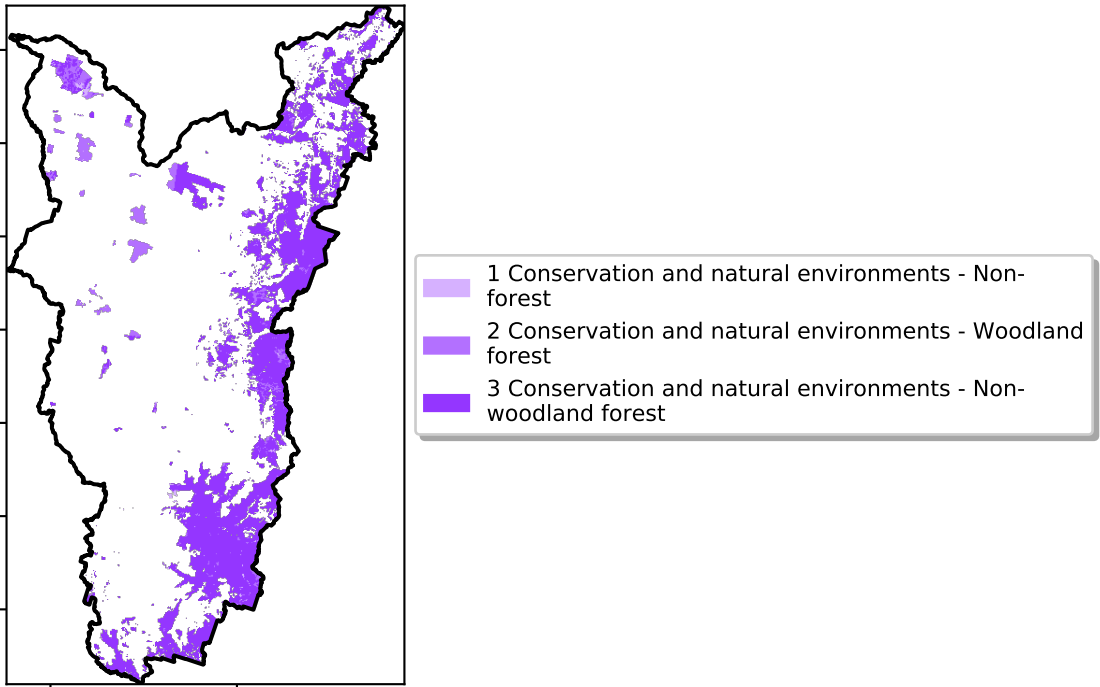 1 Conservation and natural environments - Non-
forest
2 Conservation and natural environments - Woodland
forest
3 Conservation and natural environments - Non-
woodland forest